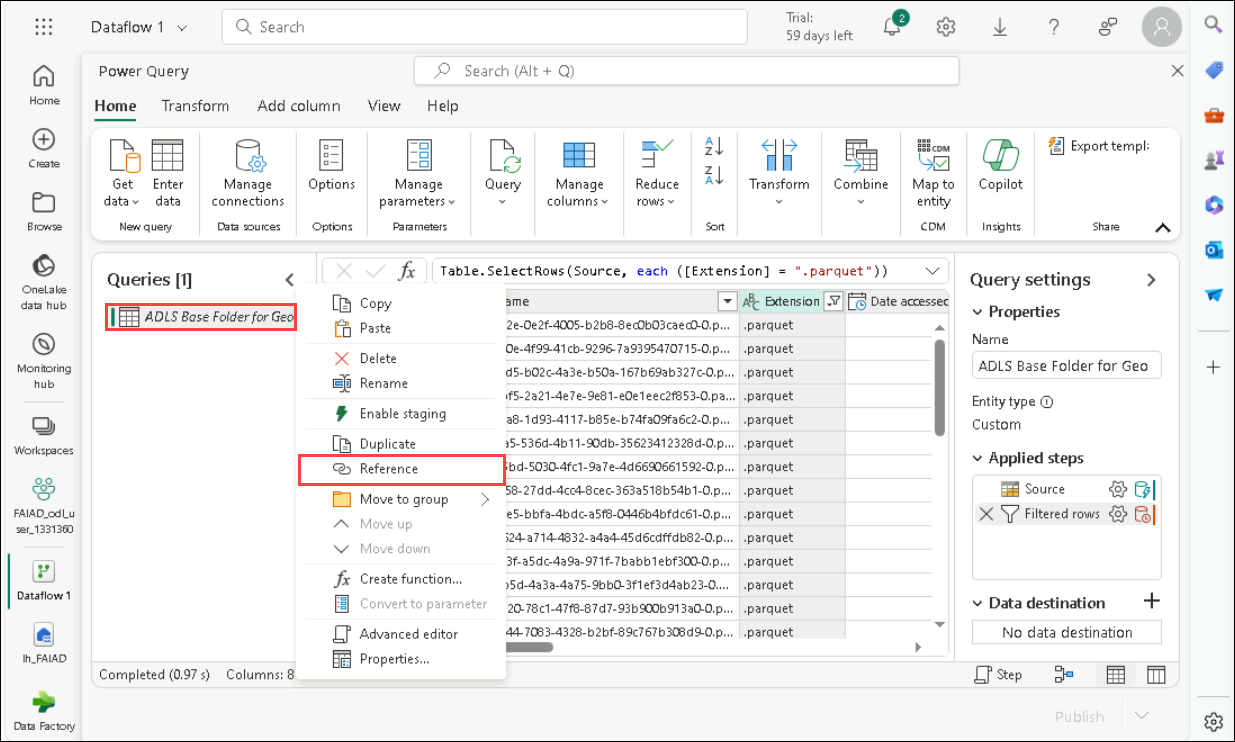 Dataflow 1
Search
Trial:
59 days left
2
Home
Create
Browse
OneLake
data hub
Monitoring
hub
Workspaces
FAIAD_odl_u
ser_1331360
Dataflow 1
lh_FAIAD
Data Factory
Power Query
Search (Alt + Q)
Home
Transform
Add column
View
Help
Get
data
Enter
data
New query
Manage
connections
Data sources
Options
Options
Manage
parameters
Parameters
Query
Manage
columns
Reduce
rows
Sort
Transform
Combine
CDM
Map to
entity
CDM
Copilot
Insights
Export templ
Share
Queries [1]
ADLS Base Folder for Geo
fx
Table.SelectRows(Source, each ([Extension] = ".parquet"))
Copy
Paste
Delete
Rename
Enable staging
Duplicate
Reference
Move to group
Move up
Move down
Create function...
Convert to parameter
Advanced editor
Properties...
ame
Extension
Date accessed
2e-0e2f-4005-b2b8-8ec0b03caec0-0.p... .parquet
0e-4f99-41cb-9296-7a9395470715-0.p... .parquet
d5-b02c-4a3e-b50a-167b69ab327c-0.p... .parquet
f5-2a21-4e7e-9e81-e0e1eec2f853-0.pa... .parquet
a8-1d93-4117-b85e-b74fa09fa6c2-0.p... .parquet
a5-536d-4b11-90db-35623412328d-0.p... .parquet
bd-5030-4fc1-9a7e-4d6690661592-0.p... .parquet
58-27dd-4cc4-8cec-363a518b54b1-0.p... .parquet
e5-bbfa-4bdc-a5f8-0446b4bfdc61-0.p... .parquet
624-a714-4832-a4a4-45d6cdffdb82-0.p... .parquet
3f-a5dc-4a9a-971f-7babb1ebf300-0.p... .parquet
b5d-4a3a-4a75-9bb0-3f1ef3d4ab23-0.... .parquet
20-78c1-47f8-87d7-93b900b913a0-0.p... .parquet
44-7083-4328-b2bf-89c767b308d9-0.p... .parquet
Query settings
Properties
Name
ADLS Base Folder for Geo
Entity type
Custom
Applied steps
Source
Filtered rows
Data destination
No data destination
Completed (0.97 s)
Columns: 8
Step
Publish